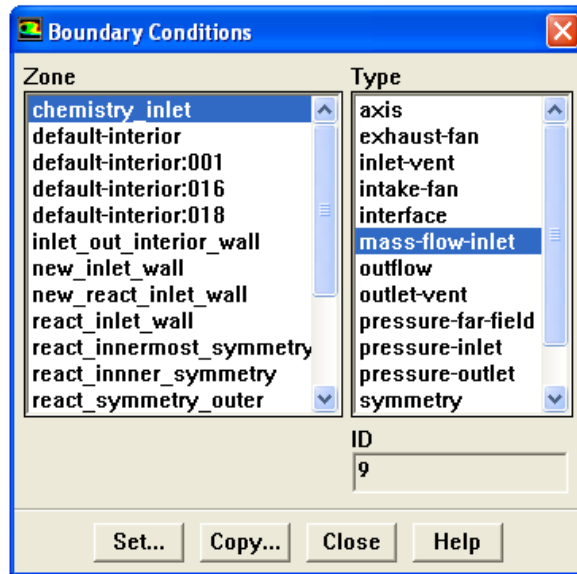 Boundary Conditions
Zone
chemistry_inlet
default-interior
default-interior:001
default-interior:016
default-interior:018
inlet_out_interior_wall
new_inlet_wall
new_react_inlet_wall
react_inlet_wall
react_innermost_symmetry
react_innner_symmetry
react_symmetry_outer
Type
axis
exhaust-fan
inlet-vent
intake-fan
interface
mass-flow-inlet
outflow
outlet-vent
pressure-far-field
pressure-inlet
pressure-outlet
symmetry
ID
9
Set... Copy... Close Help